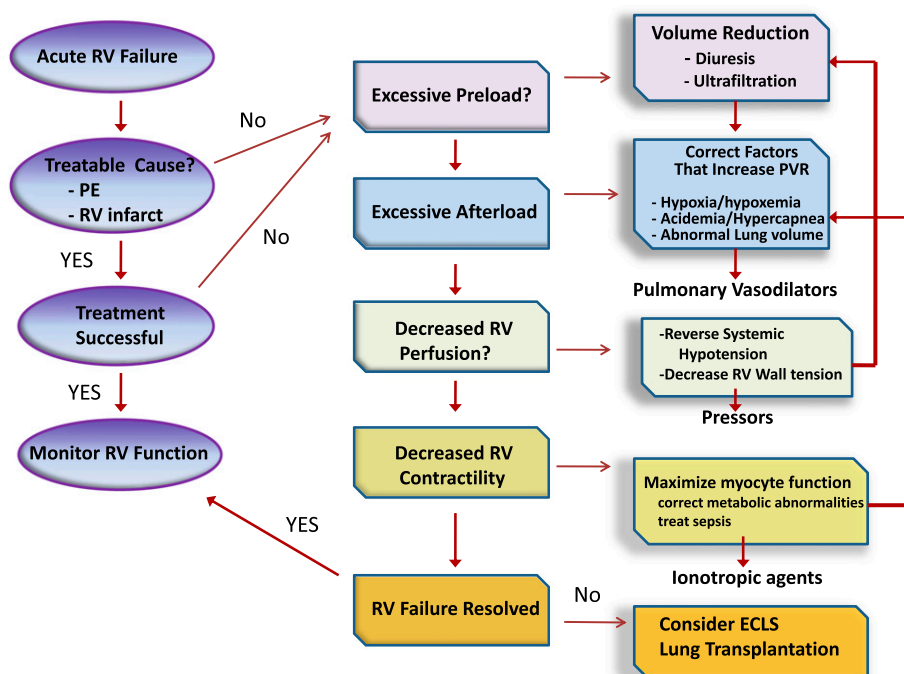 Acute RV Failure
Treatable Cause?
- PE
- RV infarct
No
YES
No
Treatment
Successful
YES
Monitor RV Function
Excessive Preload?
Excessive Afterload
Decreased RV
Perfusion?
Decreased RV
Contractility
YES
RV Failure Resolved
No
Volume Reduction
- Diuresis
- Ultrafiltration
Correct Factors
That Increase PVR
- Hypoxia/hypoxemia
- Acidemia/Hypercapnea
- Abnormal Lung volume
Pulmonary Vasodilators
-Reverse Systemic
Hypotension
-Decrease RV Wall tension
Pressors
Maximize myocyte function
correct metabolic abnormalities
treat sepsis
Ionotropic agents
Consider ECLS
Lung Transplantation